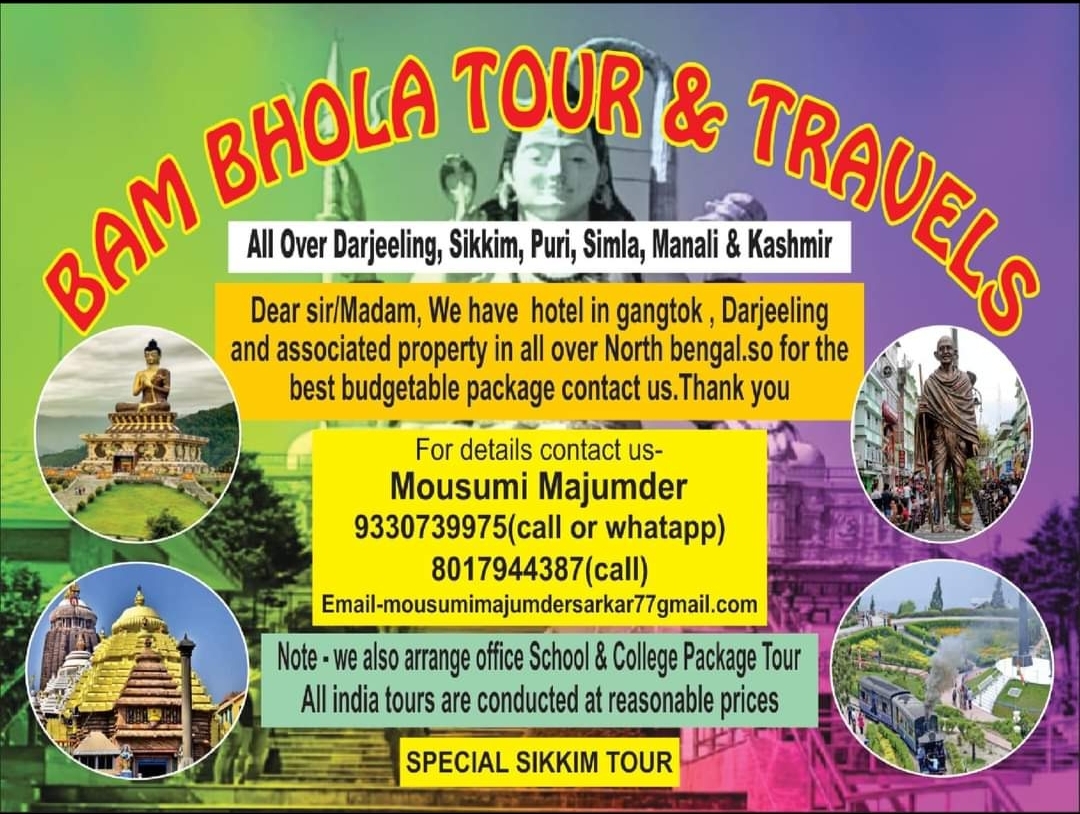 BAM BHOLA TOUR & TRAVELS
All Over Darjeeling, Sikkim, Puri, Simla, Manali & Kashmir
Dear sir/Madam, We have hotel in gangtok , Darjeeling
and associated property in all over North bengal.so for the
best budgetable package contact us.Thank you
For details contact us-
Mousumi Majumder
9330739975(call or whatapp)
8017944387(call)
Email-mousumimajumdersarkar77gmail.com
Note - we also arrange office School & College Package Tour
All india tours are conducted at reasonable prices
SPECIAL SIKKIM TOUR